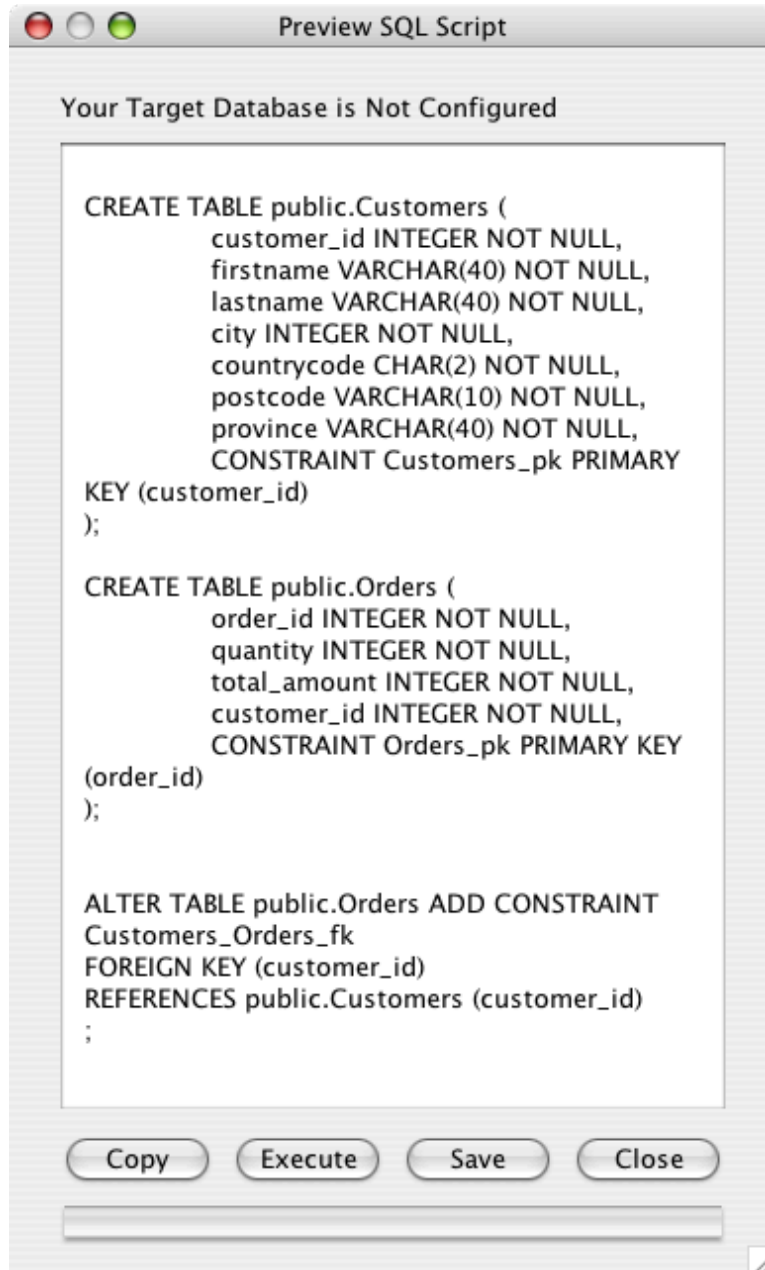 Preview SQL Script
Your Target Database is Not Configured
CREATE TABLE public.Customers (
customer_id INTEGER NOT NULL,
firstname VARCHAR(40) NOT NULL,
lastname VARCHAR(40) NOT NULL,
city INTEGER NOT NULL,
countrycode CHAR(2) NOT NULL,
postcode VARCHAR(10) NOT NULL,
province VARCHAR(40) NOT NULL,
CONSTRAINT Customers_pk PRIMARY
KEY (customer_id)
);
CREATE TABLE public.Orders (
order_id INTEGER NOT NULL,
quantity INTEGER NOT NULL,
total_amount INTEGER NOT NULL,
customer_id INTEGER NOT NULL,
CONSTRAINT Orders_pk PRIMARY KEY
(order_id)
);
ALTER TABLE public.Orders ADD CONSTRAINT
Customers_Orders_fk
FOREIGN KEY (customer_id)
REFERENCES public.Customers (customer_id)
;
Copy Execute Save Close